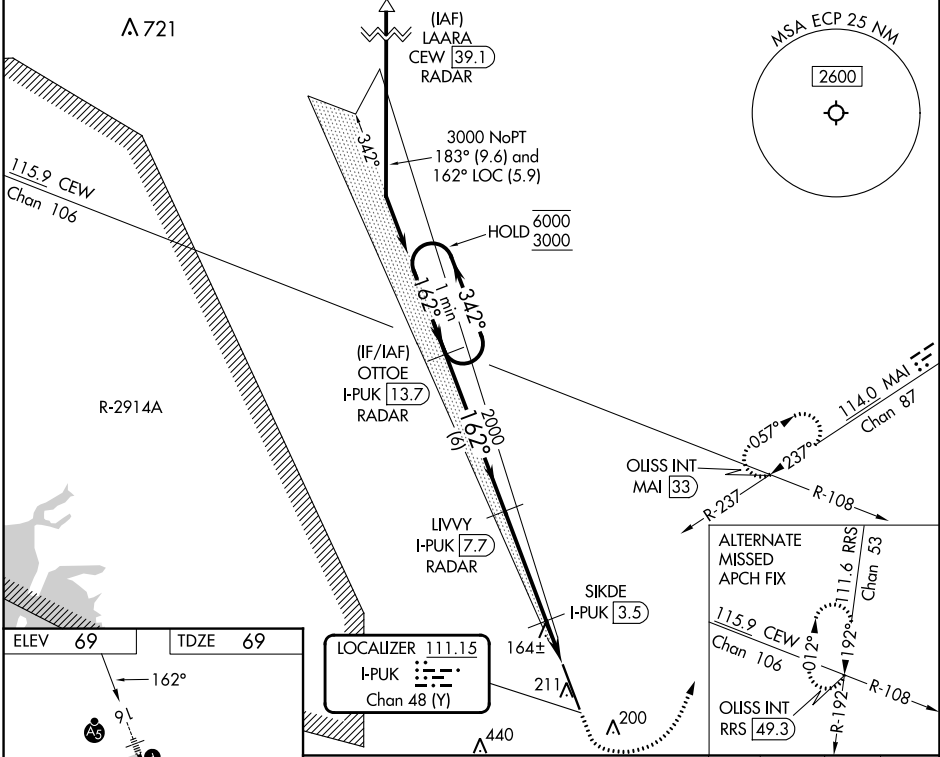 721
(IAF)
LAARA
CEW 39.1
RADAR
MSA ECP 25 NM
2600
342°
3000 NoPT
183° (9.6) and
162° LOC (5.9)
115.9 CEW
Chan 106
HOLD 6000
3000
162°
1 min
342°
(IF/IAF)
OTTOE
I-PUK 13.7
RADAR
R-2914A
2000
162°
(6)
114.0 MAI
Chan 87
057°
237°
OLISS INT
MAI 33
R-237
R-108
LIVVY
I-PUK 7.7
RADAR
SIKDE
I-PUK 3.5
164±
211
200
440
ALTERNATE
MISSED
APCH FIX
111.6 RRS
Chan 53
115.9 CEW
Chan 106
012°
192°
R-108
R-192
OLISS INT
RRS 49.3
ELEV 69
TDZE 69
162°
16
A5
LOCALIZER 111.15
I-PUK
Chan 48 (Y)